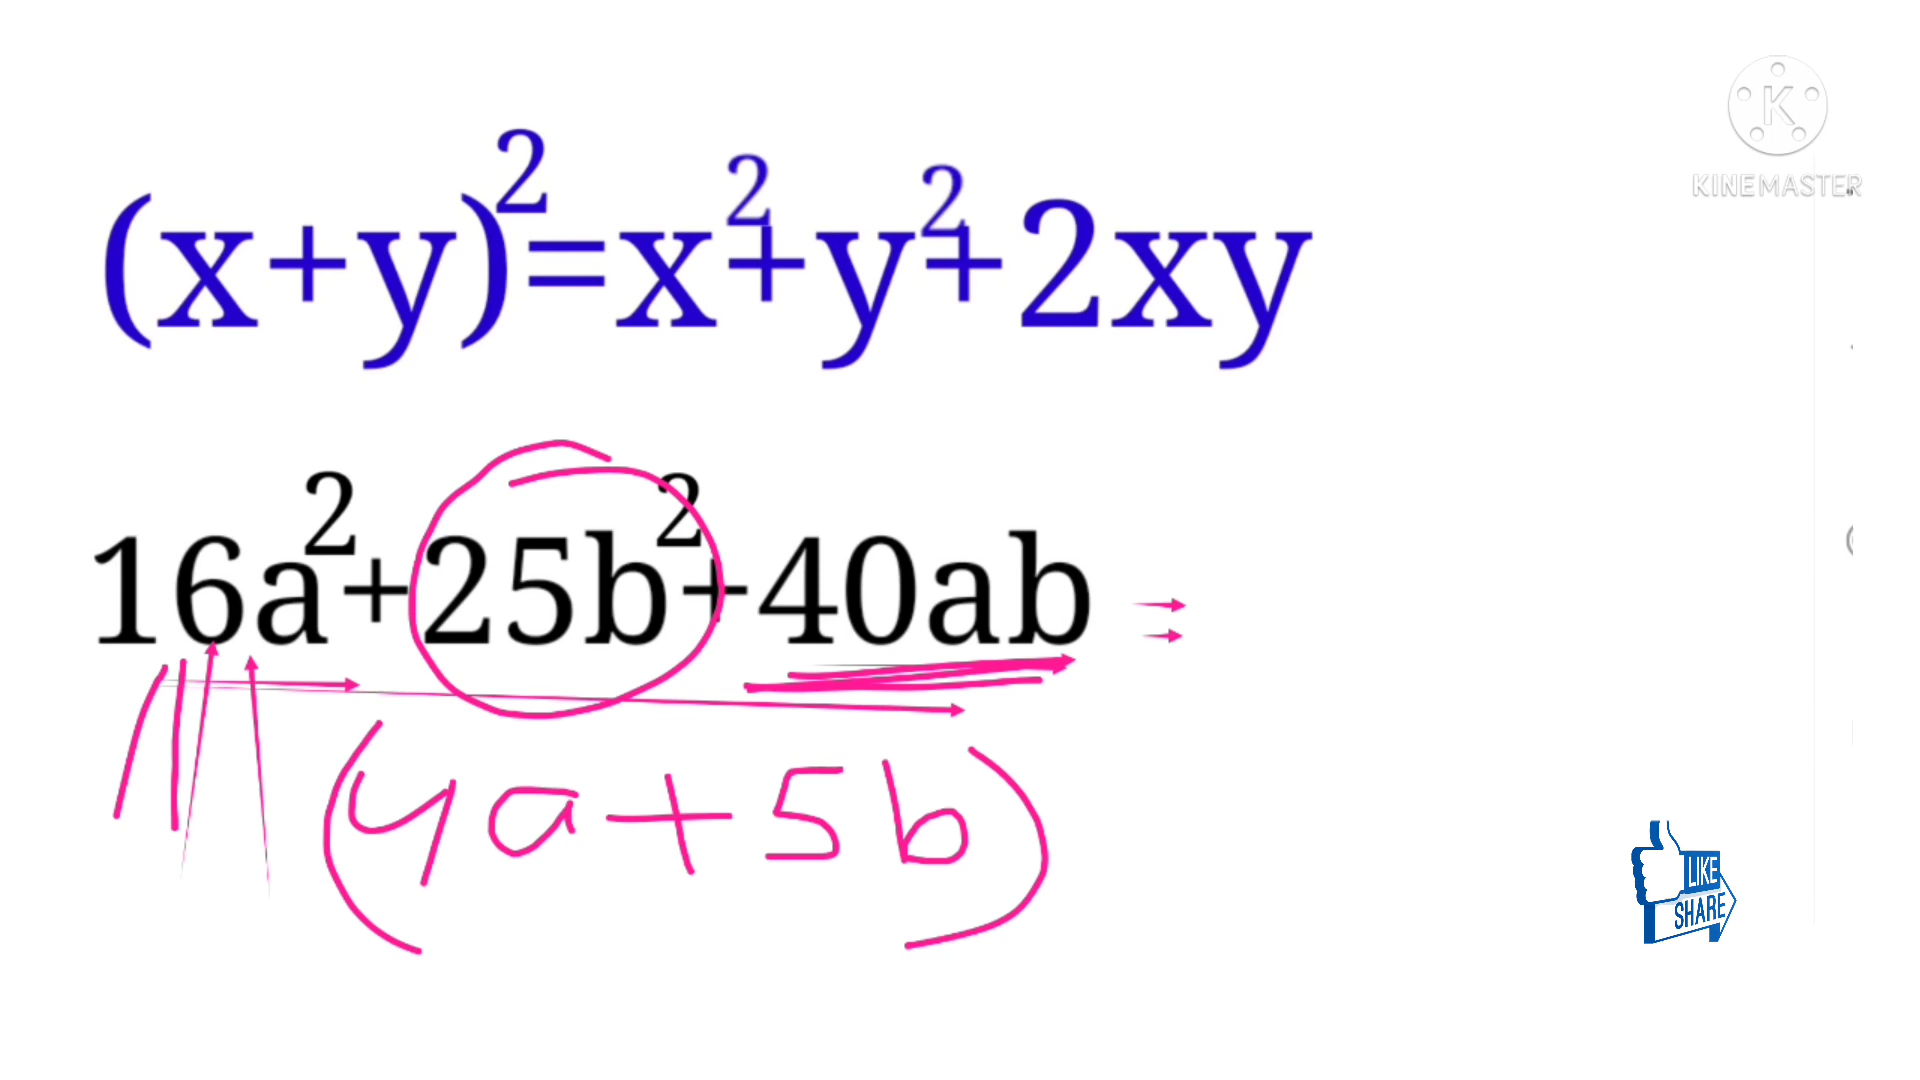 (x+y)²=x²+y²+2xy
16a²+25b²+40ab
(4a+5b)
KINEMASTER
LIKE
SHARE